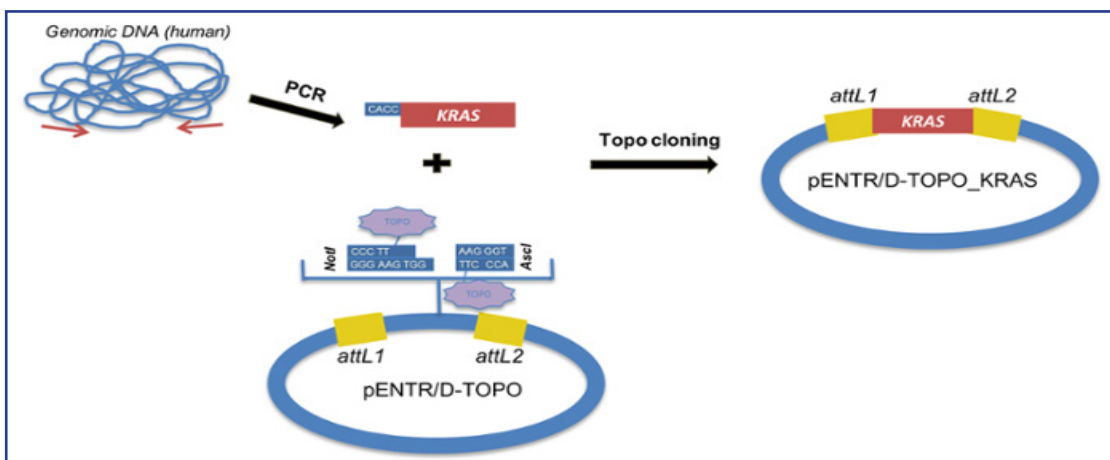 Genomic DNA (human)
PCR
CACC KRAS
+
TOPO
NotI
CCC TT
GGG AAG TGG
AAG GGT
TTC CCA
AscI
TOPO
attL1
attL2
pENTR/D-TOPO
Topo cloning
attL1
attL2
KRAS
pENTR/D-TOPO_KRAS